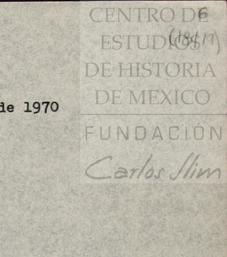 CENTRO DE
ESTUDIOS
DE HISTORIA
DE MEXICO
de 1970
FUNDACIÓN
Carlos Slim